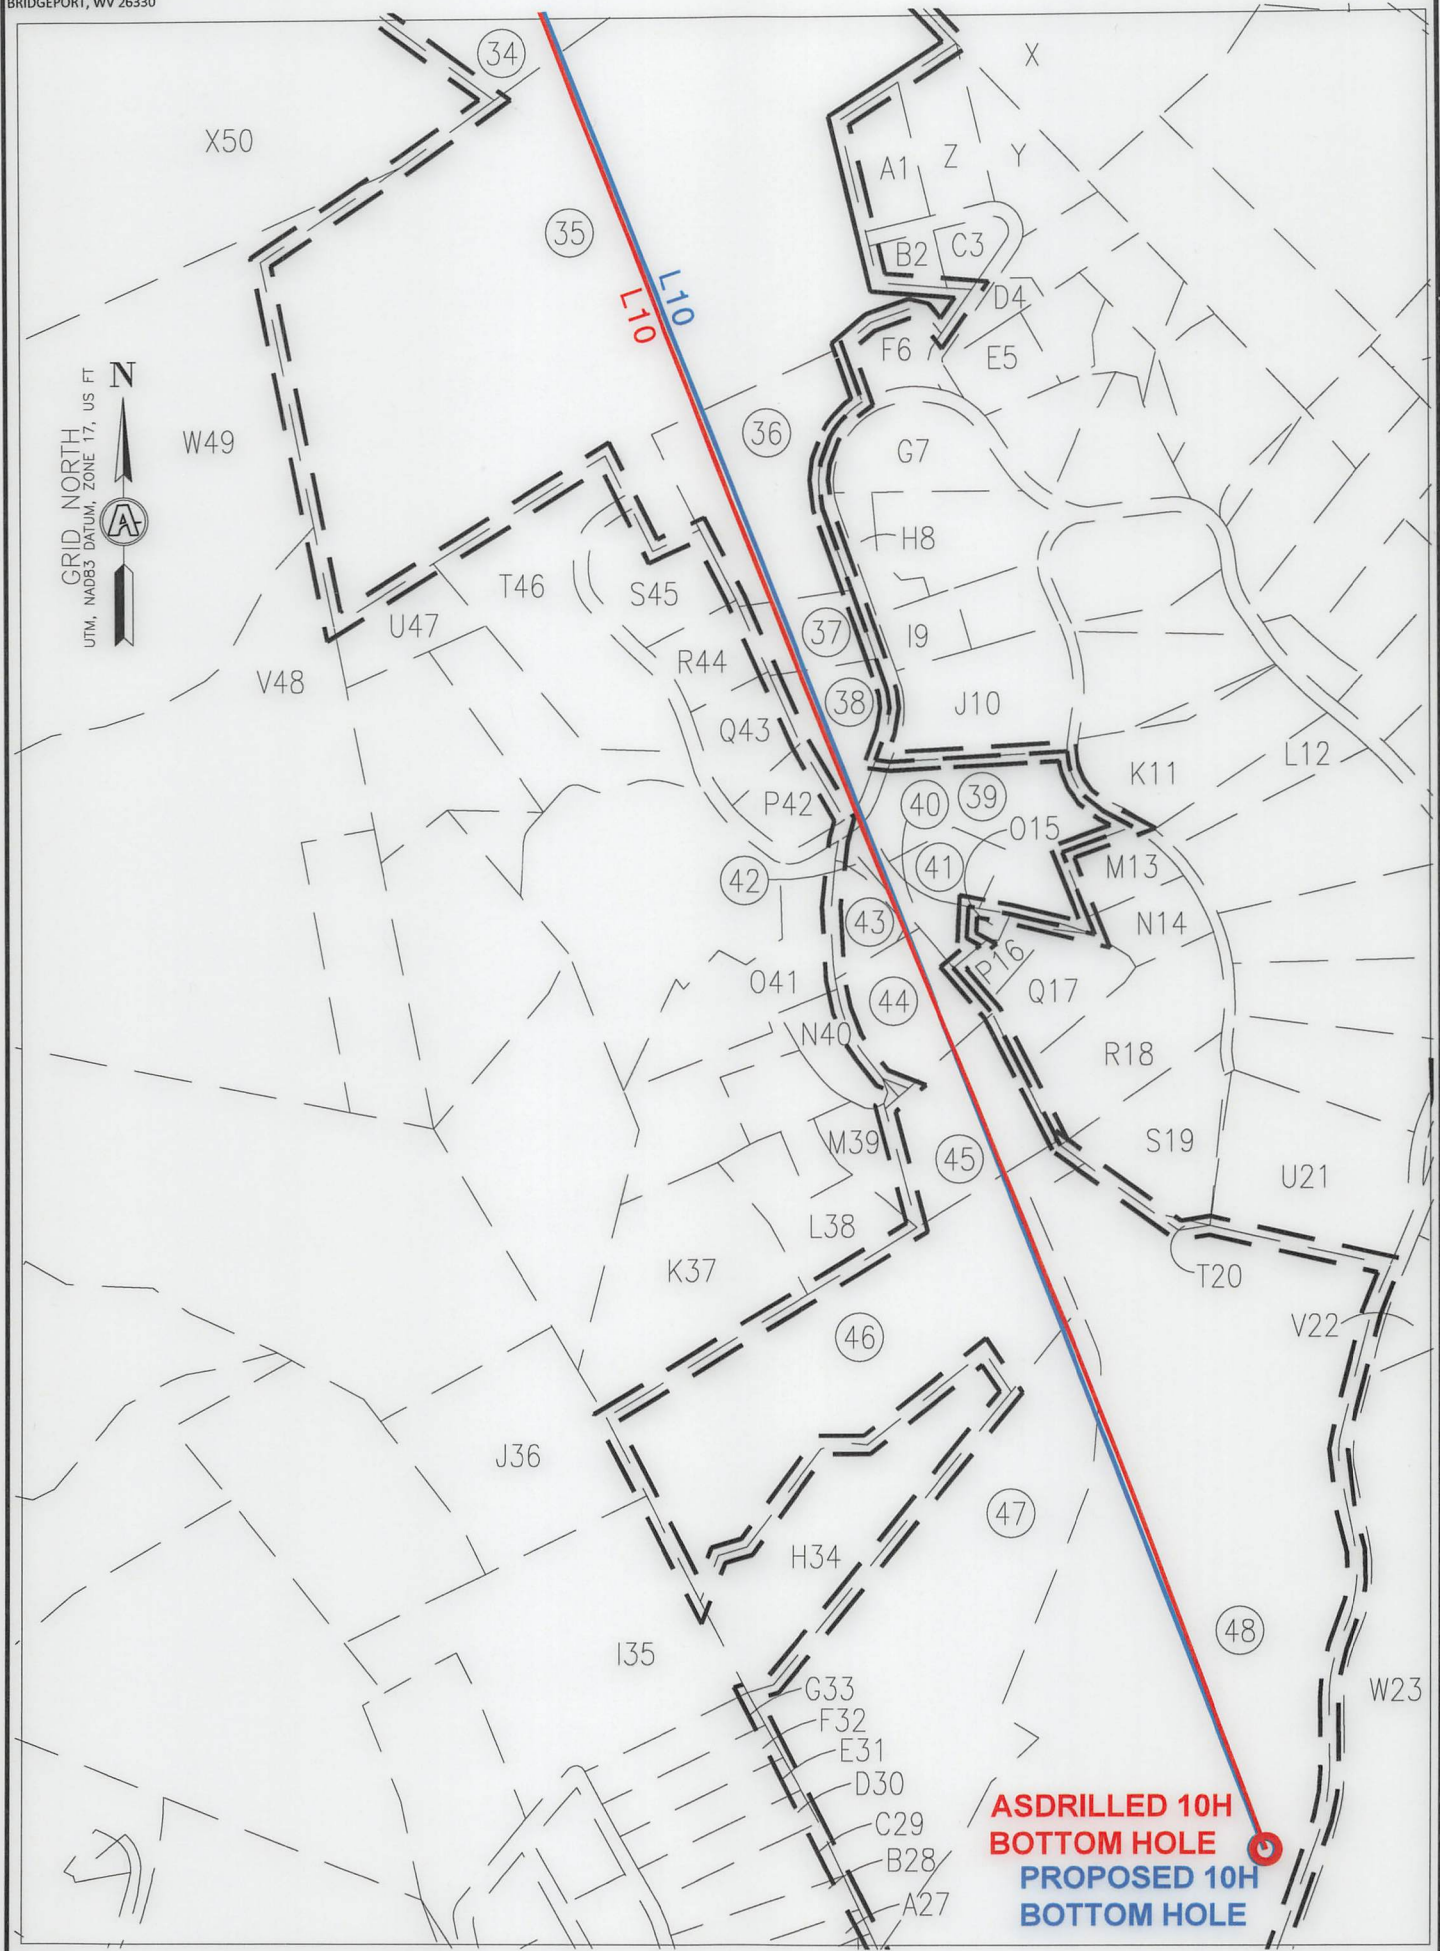 BRIDGEPORT, WV 26330
34
X
X50
A1
Z
Y
35
B2
C3
L10
L10
D4
F6
E5
N
GRID NORTH
UTM, NAD83 DATUM, ZONE 17, US FT
A
W49
36
G7
H8
T46
S45
U47
37
I9
R44
V48
38
J10
Q43
L12
K11
P42
40
39
O15
41
M13
42
43
N14
O41
P16
Q17
44
N40
R18
M39
45
S19
U21
L38
K37
T20
V22
46
J36
47
H34
48
I35
G33
W23
F32
E31
D30
C29
B28
A27
ASDRILLED 10H
BOTTOM HOLE
PROPOSED 10H
BOTTOM HOLE